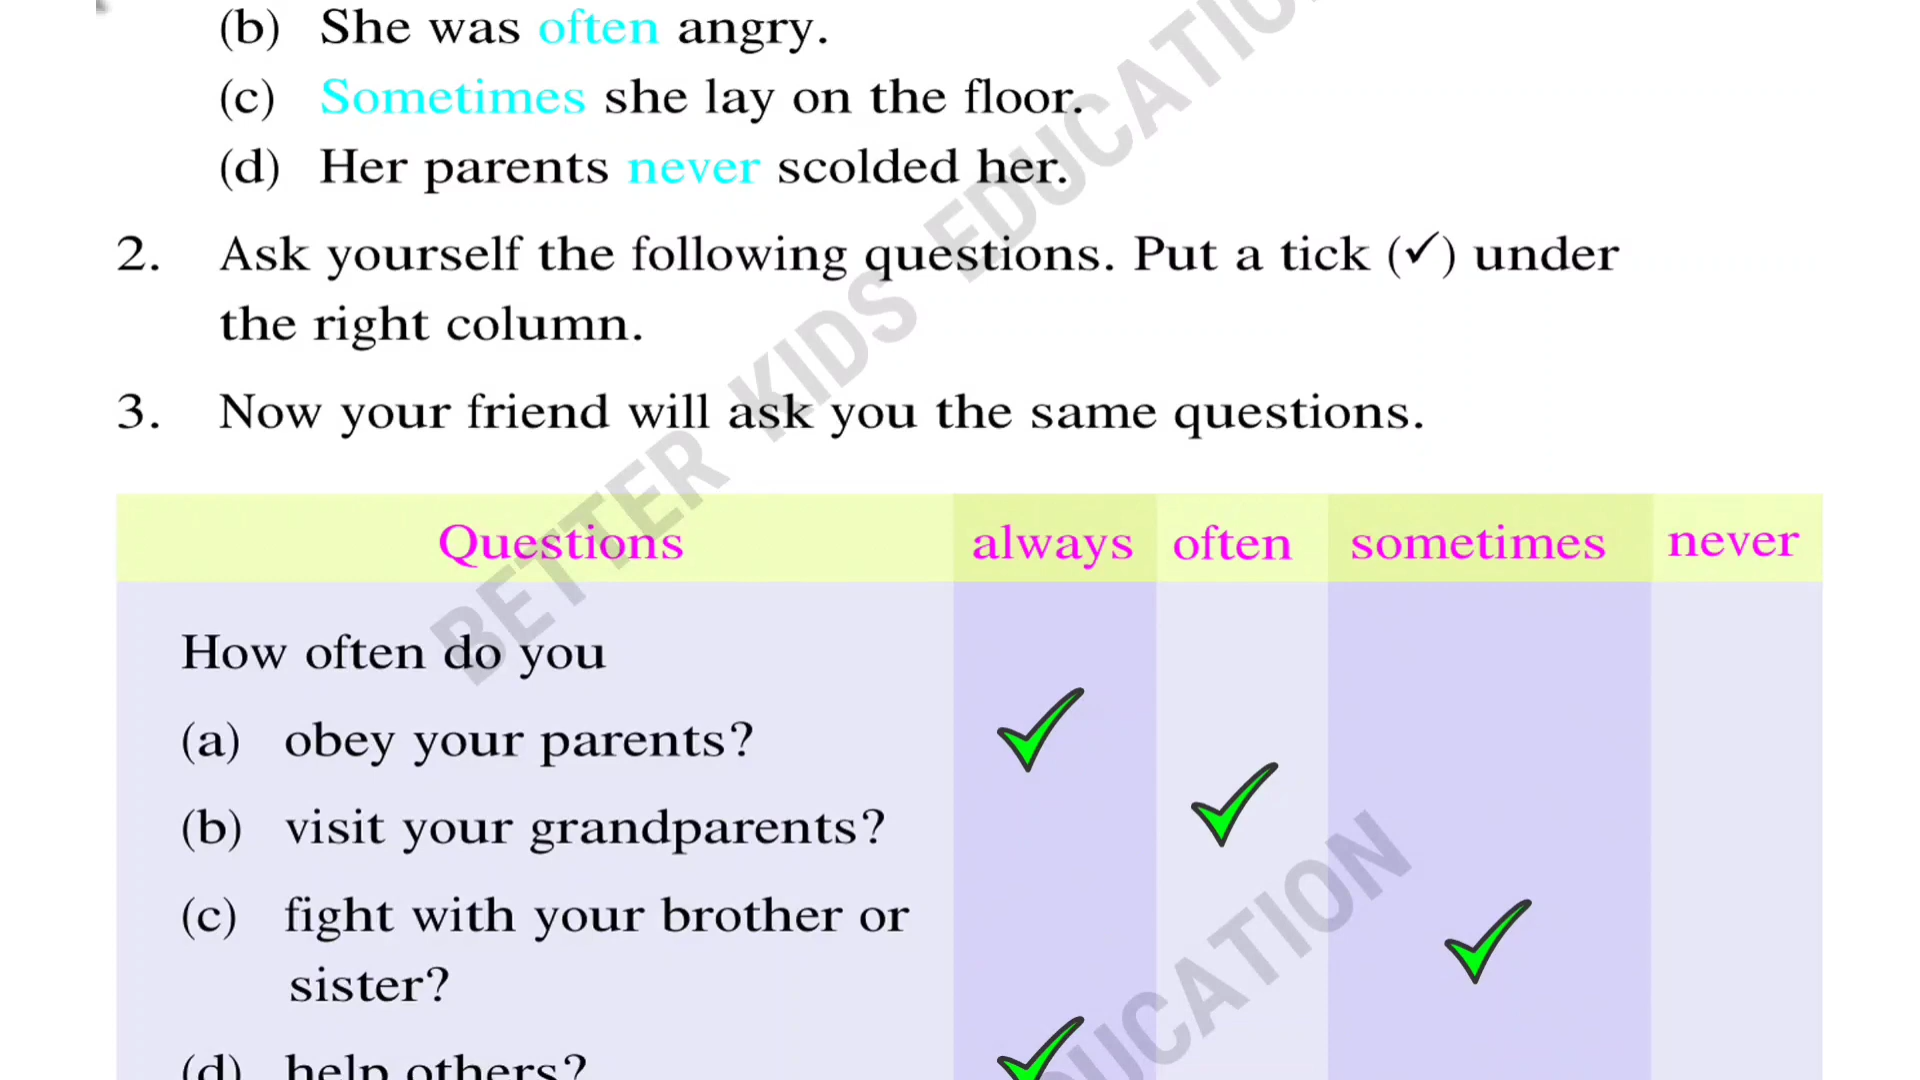 (b) She was often angry.
(c) Sometimes she lay on the floor.
(d) Her parents never scolded her.
2. Ask yourself the following questions. Put a tick (✓) under
the right column.
3. Now your friend will ask you the same questions.
Questions always often sometimes never
How often do you
(a) obey your parents? ✓
(b) visit your grandparents? ✓
(c) fight with your brother or
sister? ✓
(d) help others? ✓
BETTER KIDS EDUCATION
EDUCATION